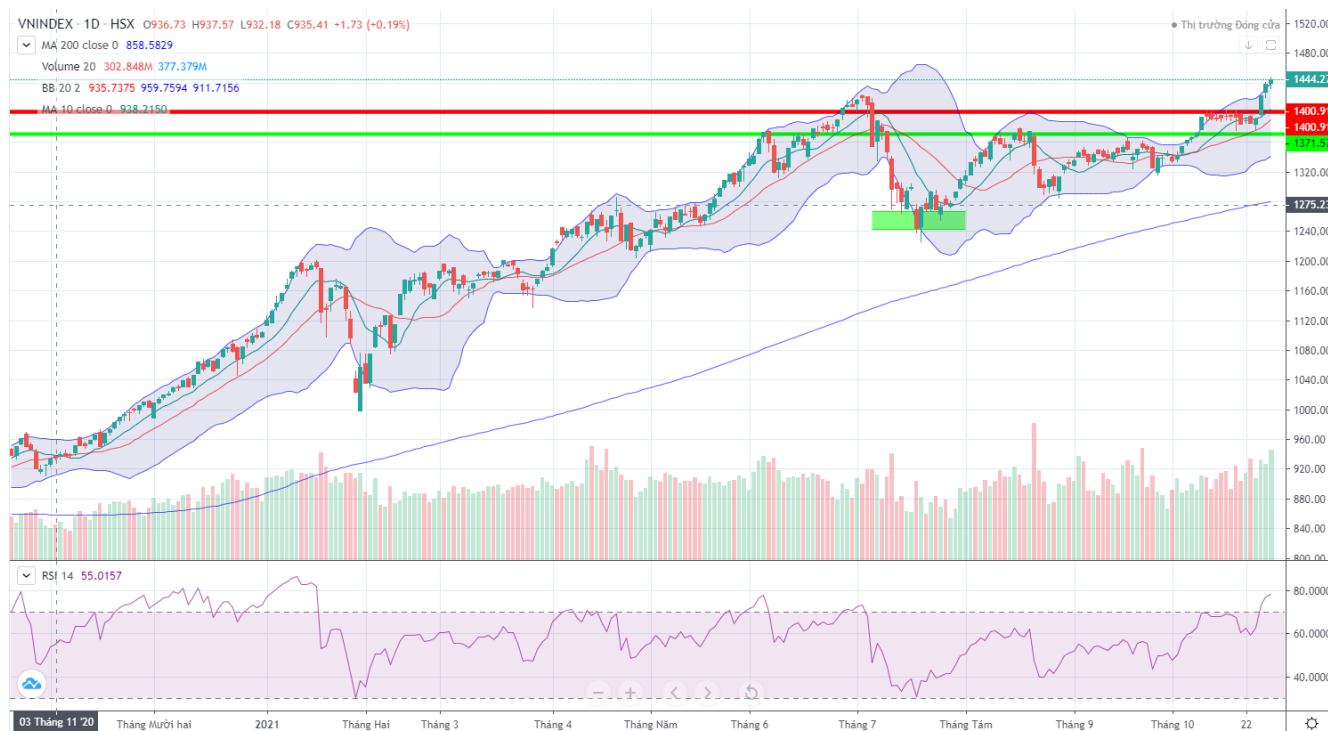 VNINDEX · 1D · HSX O936.73 H937.57 L932.18 C935.41 +1.73 (+0.19%)
Thị trường Đóng cửa
MA 200 close 0 858.5829
Volume 20 302.848M 377.379M
BB 20 2 935.7375 959.7594 911.7156
MA 10 close 0 938.2150
1520.00
1480.00
1444.27
1400.91
1400.91
1371.57
1320.00
1275.23
1240.00
1200.00
1160.00
1120.00
1080.00
1040.00
1000.00
960.00
920.00
880.00
840.00
800.00
RSI 14 55.0157
80.0000
60.0000
40.0000
03 Tháng 11 '20 Tháng Mười hai 2021 Tháng Hai Tháng 3 Tháng 4 Tháng Năm Tháng 6 Tháng 7 Tháng Tám Tháng 9 Tháng 10 22